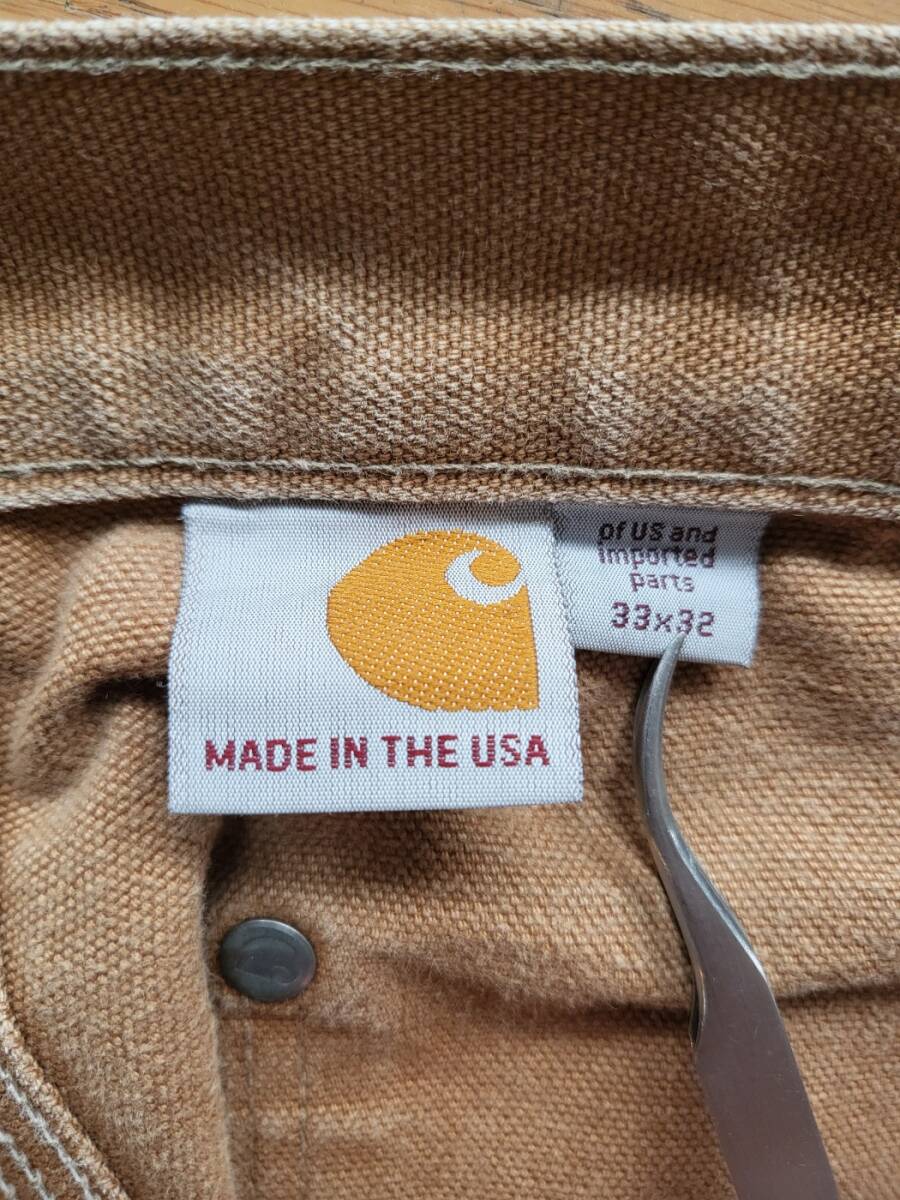 MADE IN THE USA
of US and
imported
parts
33x32